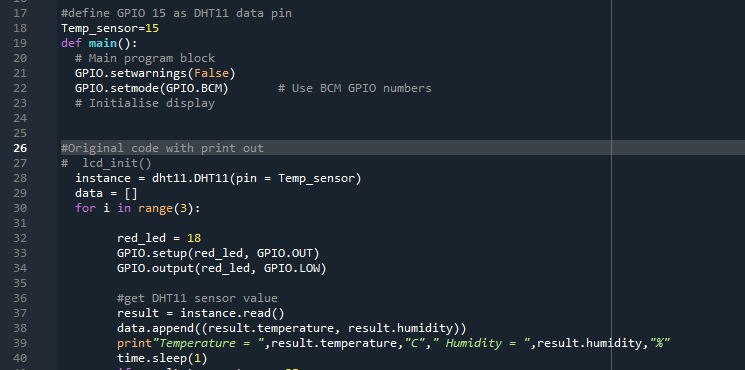 17 #define GPIO 15 as DHT11 data pin
18 Temp_sensor=15
19 def main():
20 # Main program block
21 GPIO.setwarnings(False)
22 GPIO.setmode(GPIO.BCM) # Use BCM GPIO numbers
23 # Initialise display
24
25
26 #Original code with print out
27 # lcd_init()
28 instance = dht11.DHT11(pin = Temp_sensor)
29 data = []
30 for i in range(3):
31
32 red_led = 18
33 GPIO.setup(red_led, GPIO.OUT)
34 GPIO.output(red_led, GPIO.LOW)
35
36 #get DHT11 sensor value
37 result = instance.read()
38 data.append((result.temperature, result.humidity))
39 print"Temperature = ",result.temperature,"C"," Humidity = ",result.humidity,"%"
40 time.sleep(1)